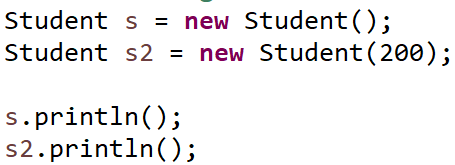 Student s = new Student();
Student s2 = new Student(200);
s.println();
s2.println();